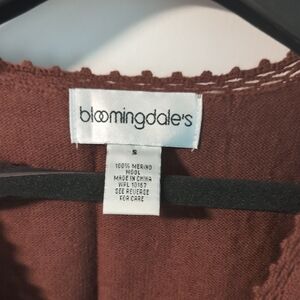 bloomingdale's
S
100% MERINO
WOOL
MADE IN CHINA
WPL 10167
SEE REVERSE
FOR CARE